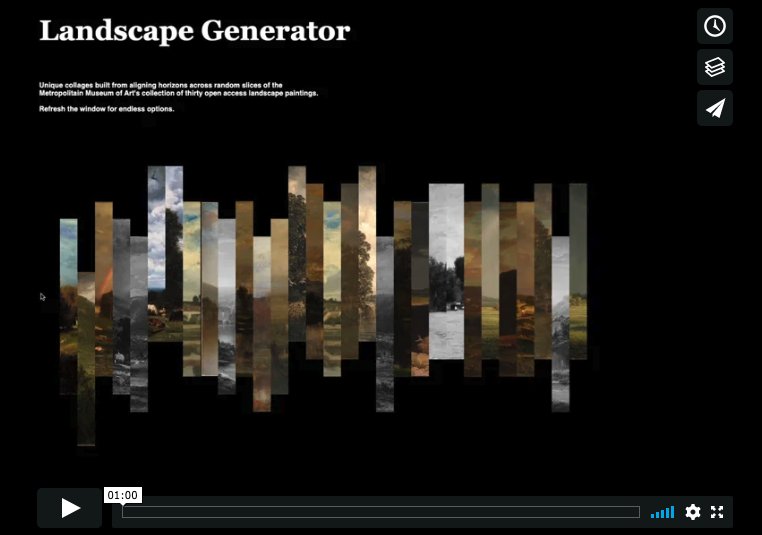 Landscape Generator
Unique collages built from aligning horizons across random slices of the
Metropolitain Museum of Art's collection of thirty open access landscape paintings.
Refresh the window for endless options.
01:00